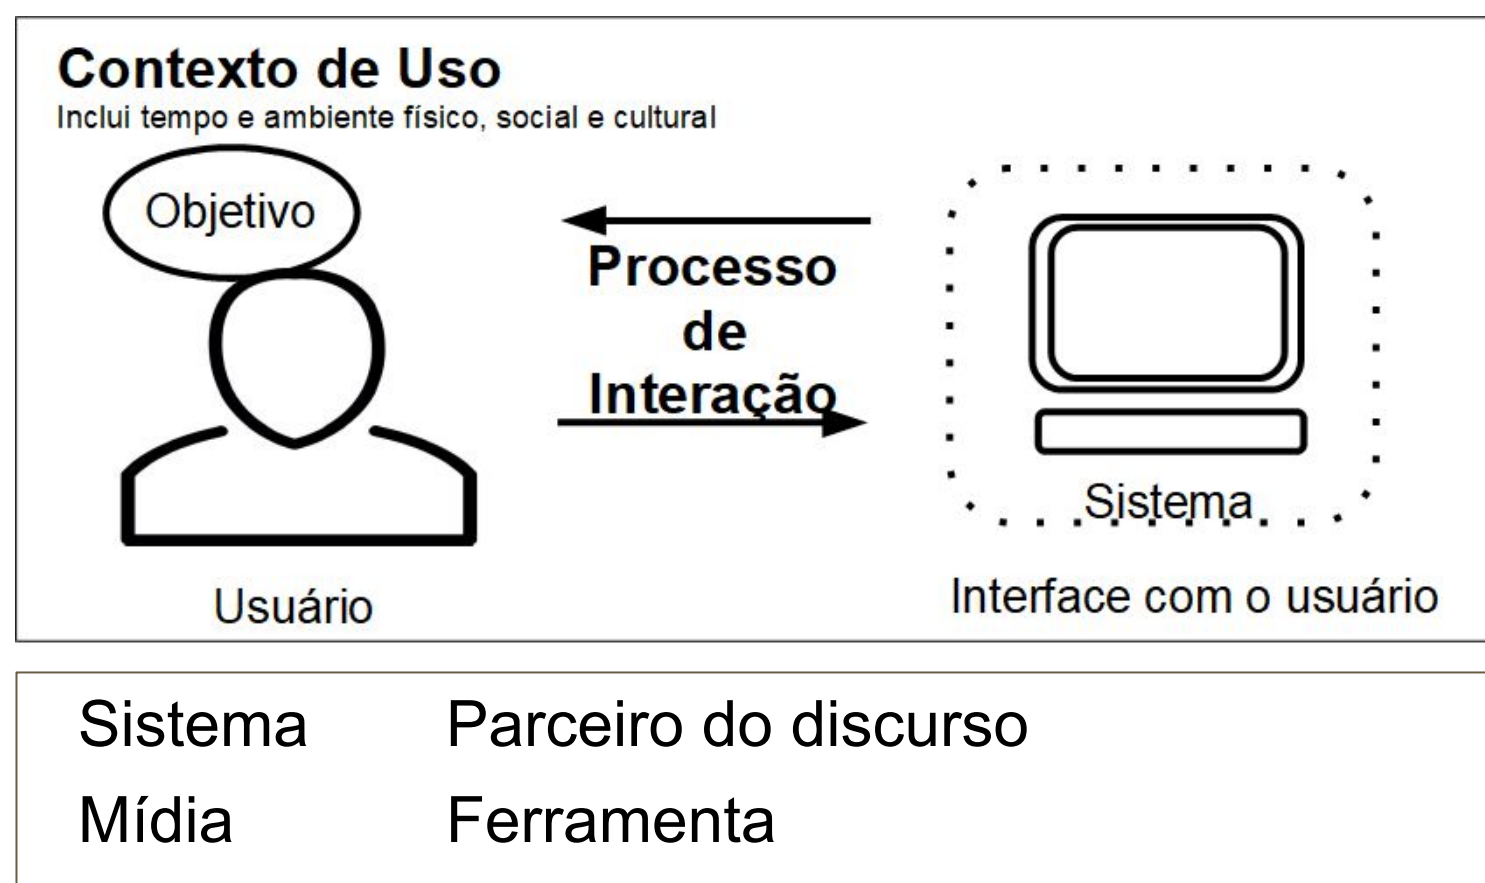 Contexto de Uso
Inclui tempo e ambiente físico, social e cultural
Objetivo
Processo
de
Interação
Sistema
Usuário
Interface com o usuário
Sistema Parceiro do discurso
Mídia Ferramenta